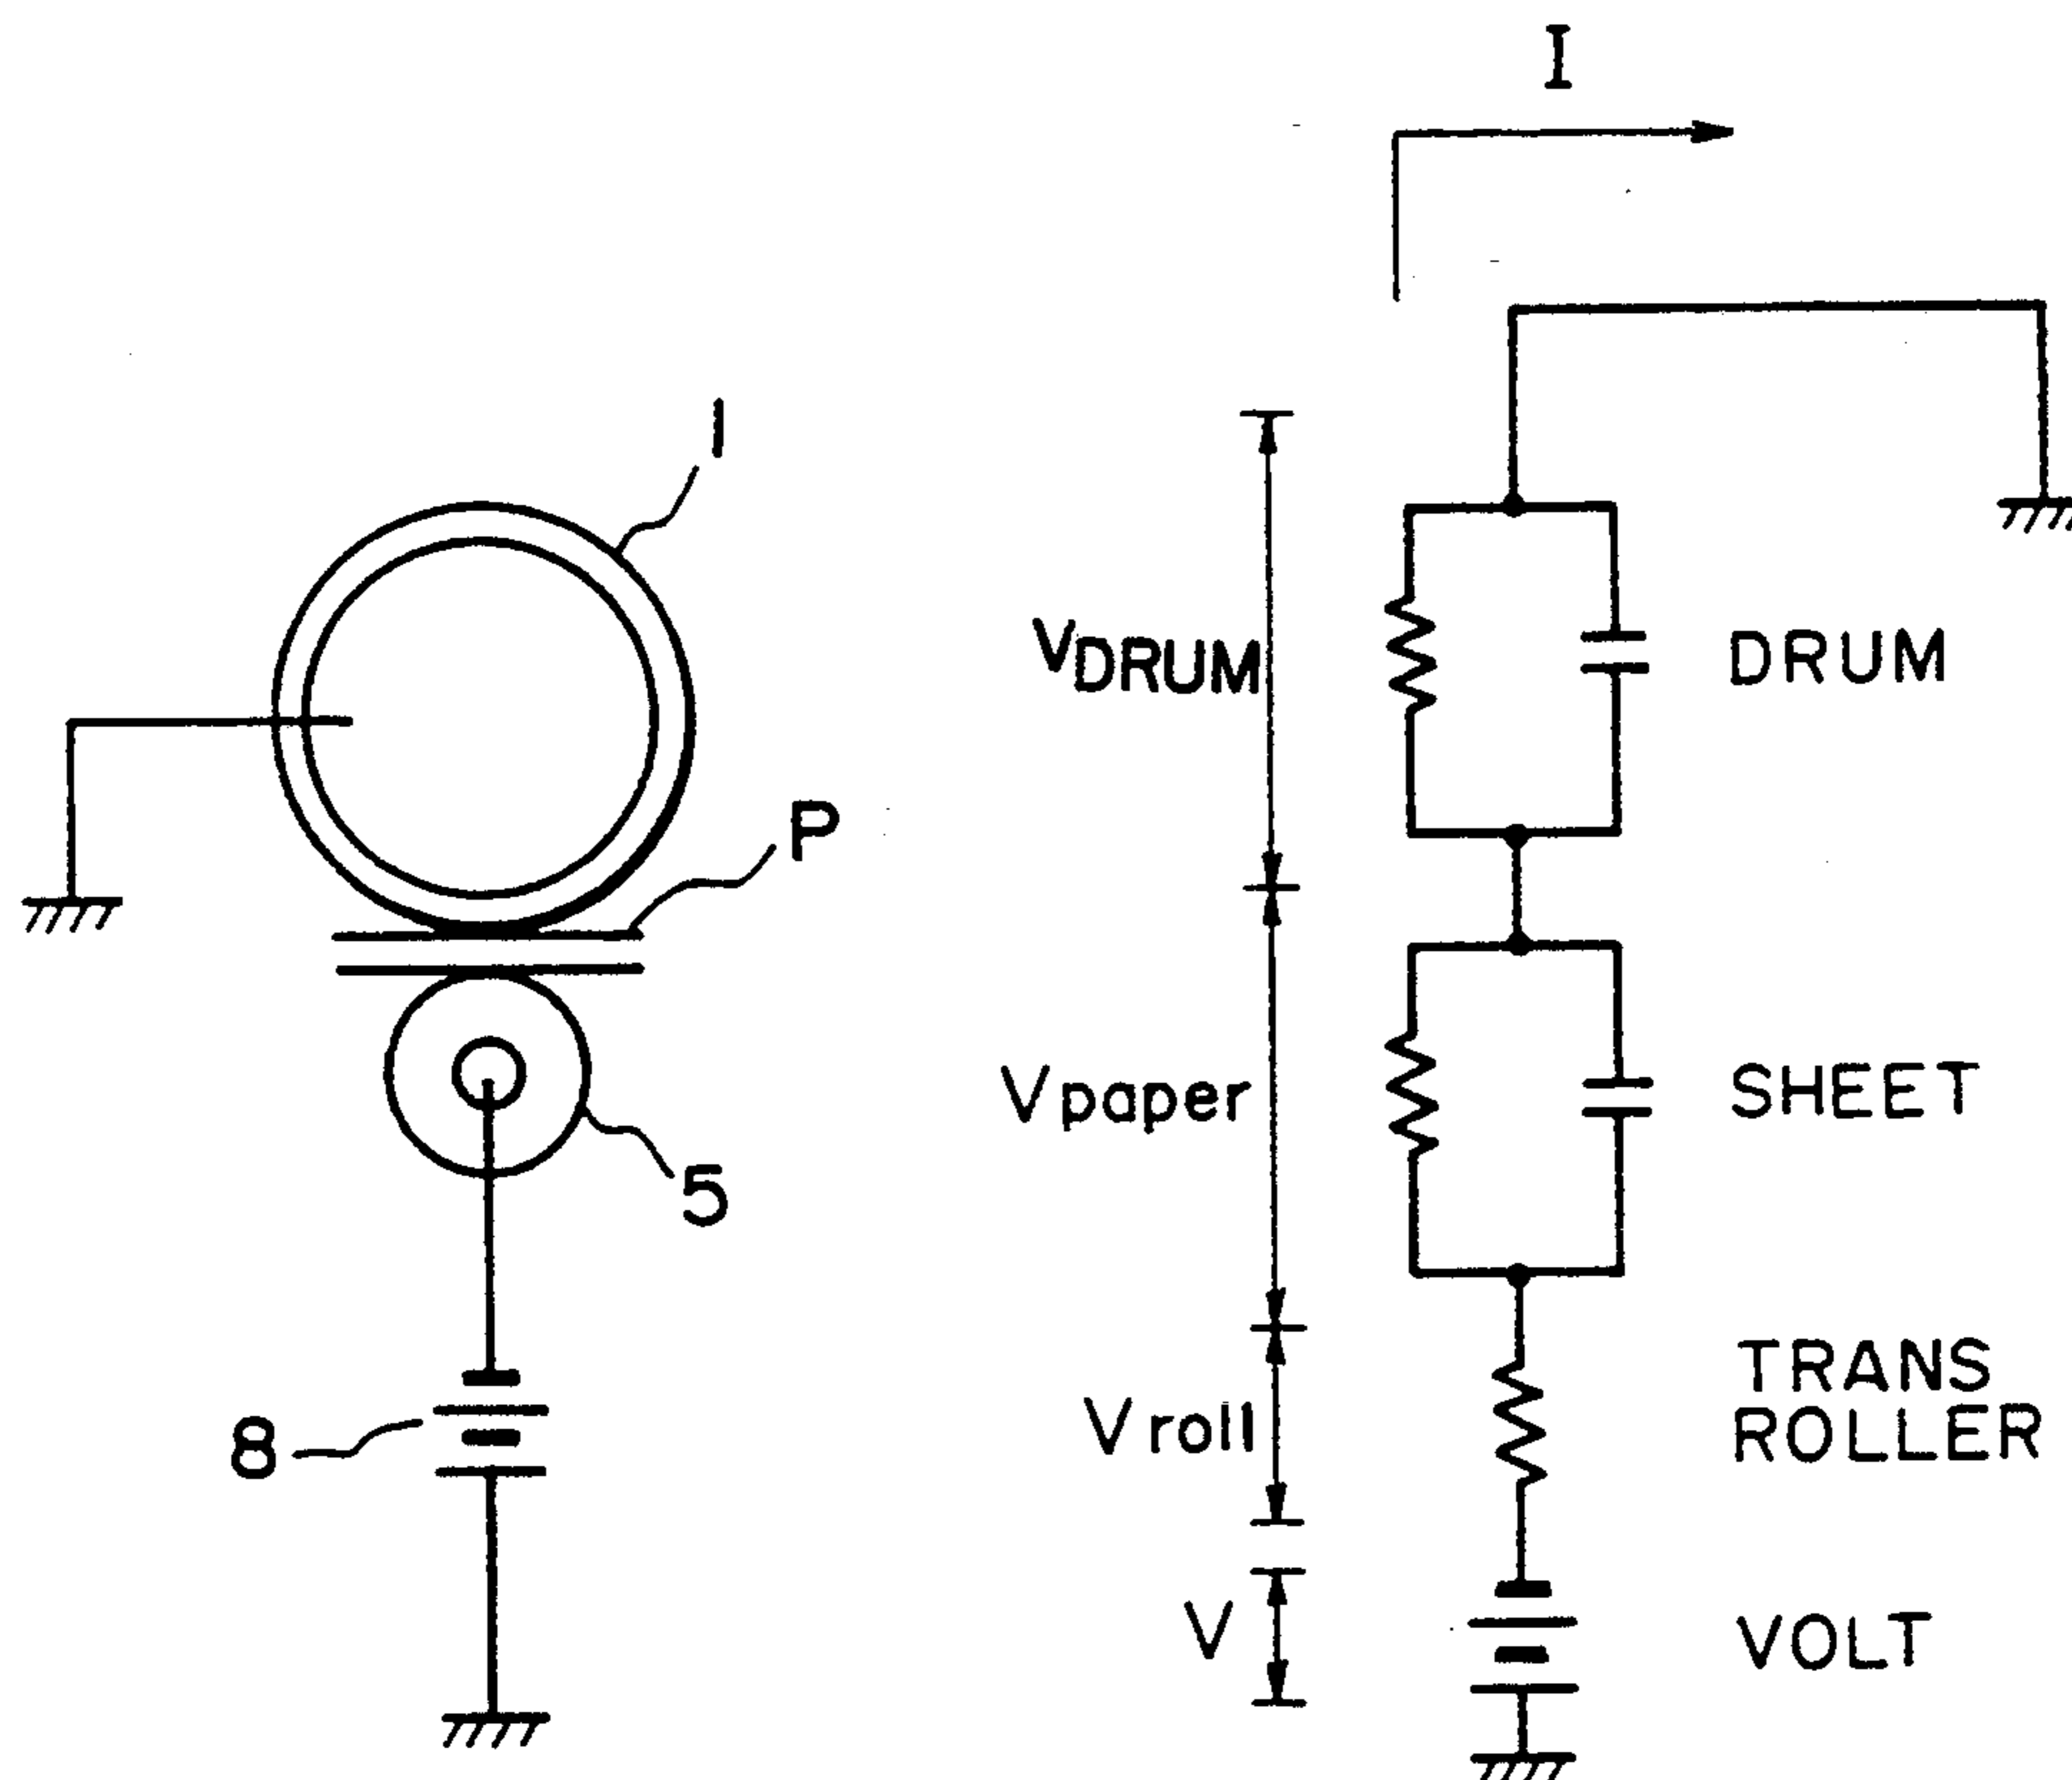 I
1
P
5
8
VDRUM
DRUM
Vpaper
SHEET
Vroll
TRANS
ROLLER
V
VOLT